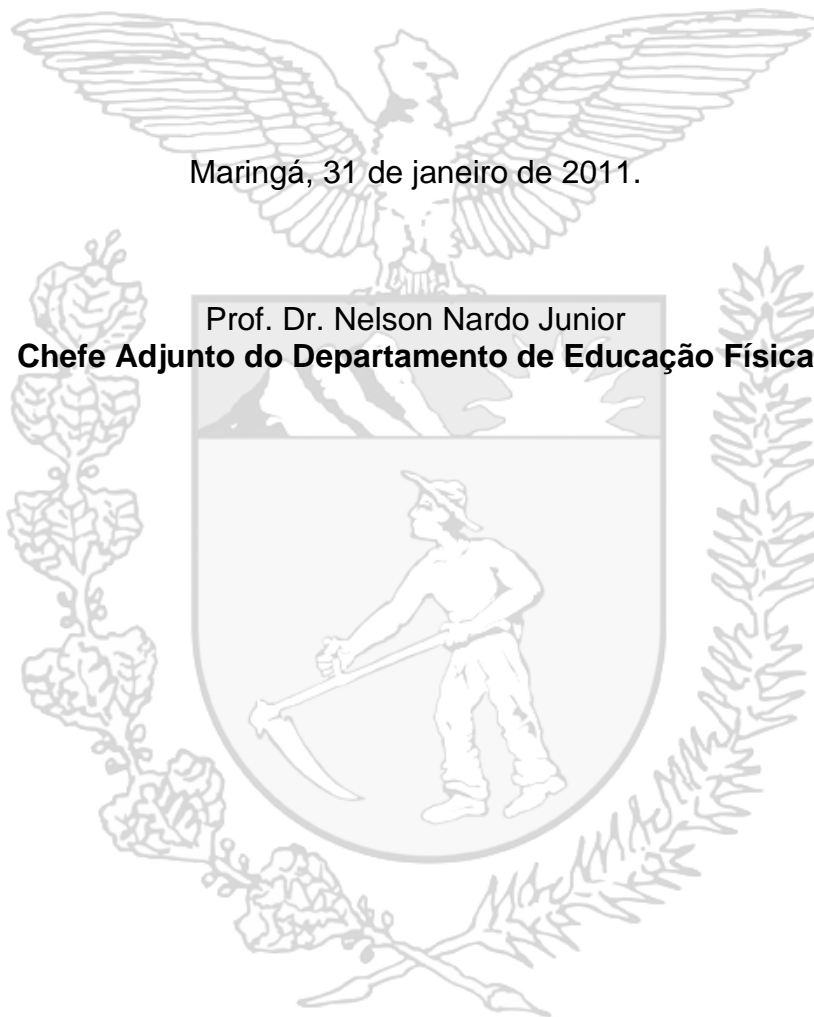 Maringá, 31 de janeiro de 2011.
Prof. Dr. Nelson Nardo Junior
Chefe Adjunto do Departamento de Educação Física